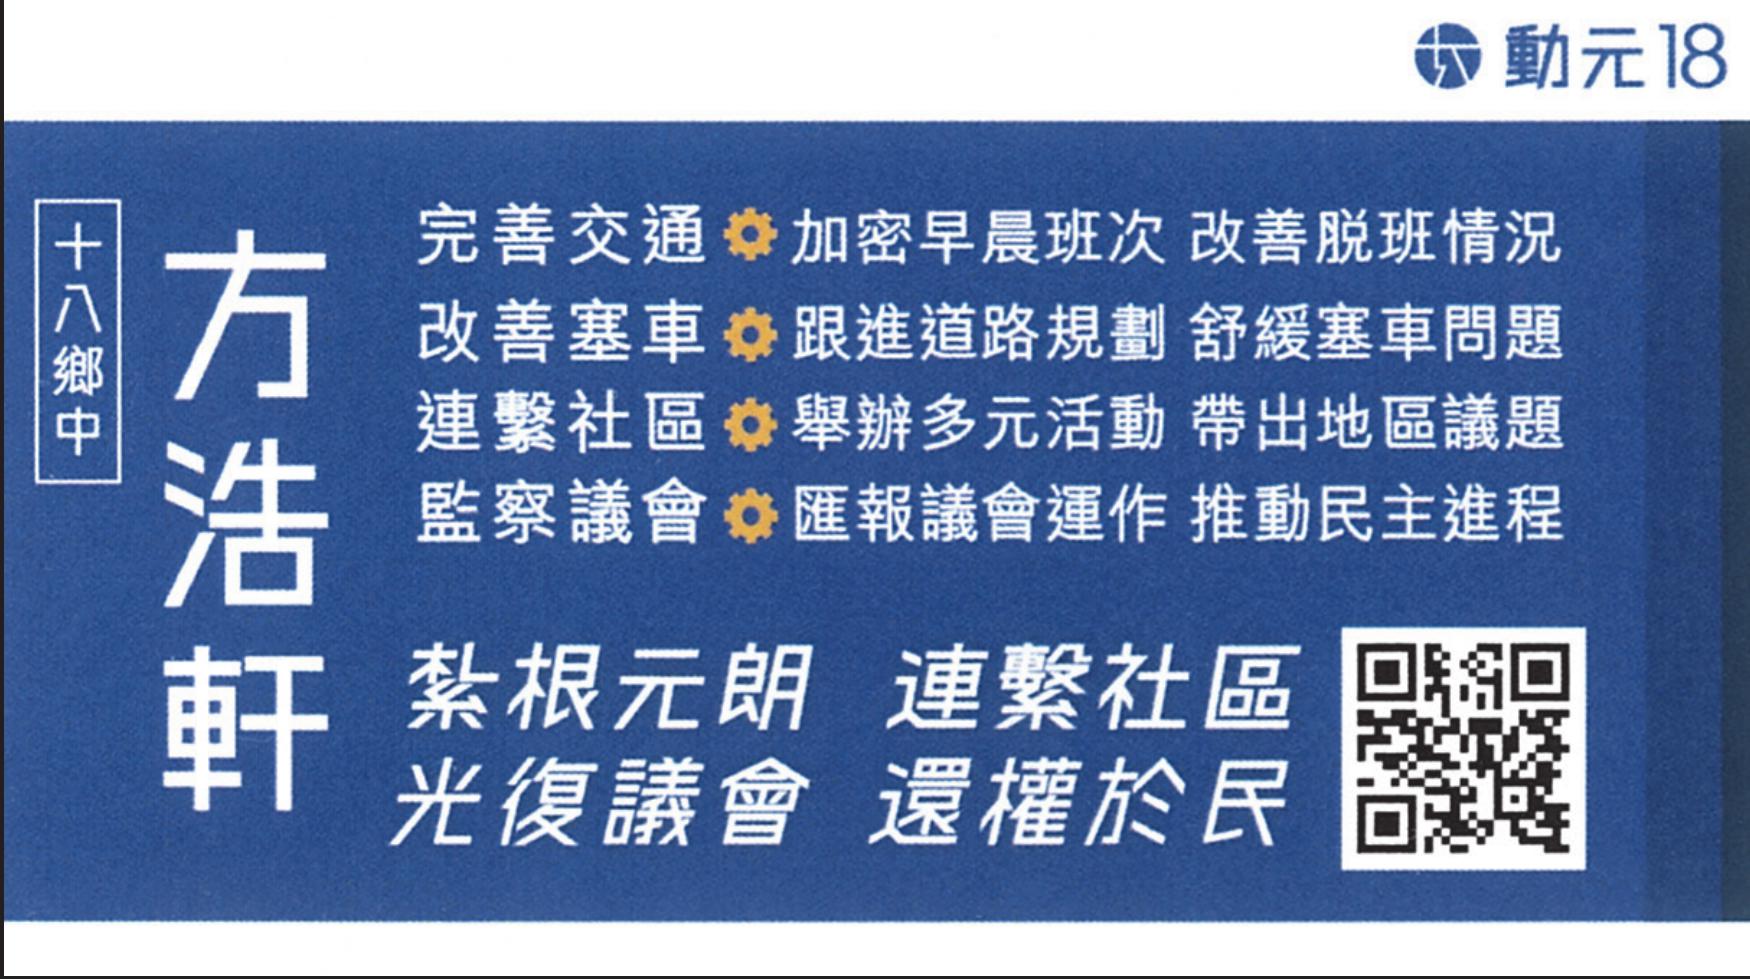 動元18
十八鄉中
方浩軒
完善交通 加密早晨班次 改善脱班情況
改善塞車 跟進道路規劃 舒緩塞車問題
連繫社區 舉辦多元活動 帶出地區議題
監察議會 匯報議會運作 推動民主進程
紮根元朗 連繫社區
光復議會 還權於民